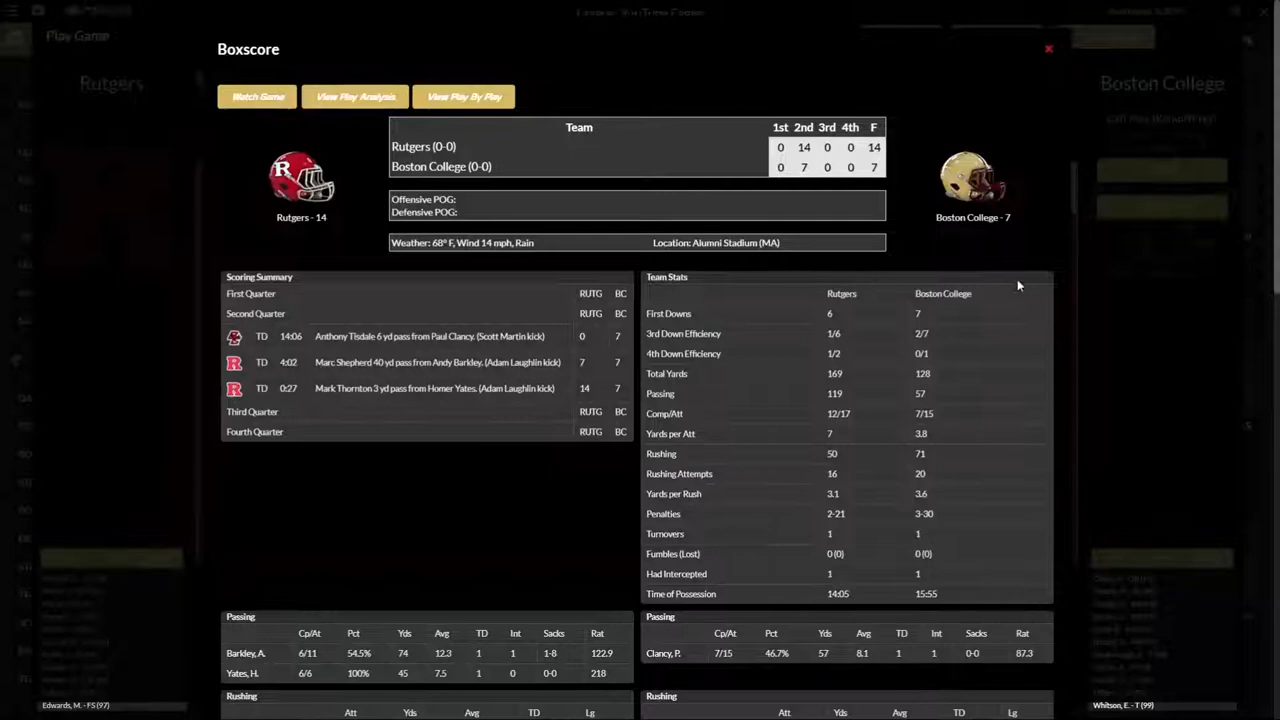 Play Game
Boxscore
Rutgers
Boston College
Watch Game View Play Analysis View Play By Play
Team 1st 2nd 3rd 4th F
Rutgers (0-0) 0 14 0 0 14
Boston College (0-0) 0 7 0 0 7
R
Rutgers - 14
Boston College - 7
Offensive POG:
Defensive POG:
Weather: 68° F, Wind 14 mph, Rain Location: Alumni Stadium (MA)
Scoring Summary
First Quarter RUTG BC
Second Quarter RUTG BC
TD 14:06 Anthony Tisdale 6 yd pass from Paul Clancy. (Scott Martin kick) 0 7
R TD 4:02 Marc Shepherd 40 yd pass from Andy Barkley. (Adam Laughlin kick) 7 7
R TD 0:27 Mark Thornton 3 yd pass from Homer Yates. (Adam Laughlin kick) 14 7
Third Quarter RUTG BC
Fourth Quarter RUTG BC
Team Stats
Rutgers Boston College
First Downs 6 7
3rd Down Efficiency 1/6 2/7
4th Down Efficiency 1/2 0/1
Total Yards 169 128
Passing 119 57
Comp/Att 12/17 7/15
Yards per Att 7 3.8
Rushing 50 71
Rushing Attempts 16 20
Yards per Rush 3.1 3.6
Penalties 2-21 3-30
Turnovers 1 1
Fumbles (Lost) 0 (0) 0 (0)
Had Intercepted 1 1
Time of Possession 14:05 15:55
Passing
Cp/At Pct Yds Avg TD Int Sacks Rat
Barkley, A. 6/11 54.5% 74 12.3 1 1 1-8 122.9
Yates, H. 6/6 100% 45 7.5 1 0 0-0 218
Passing
Cp/At Pct Yds Avg TD Int Sacks Rat
Clancy, P. 7/15 46.7% 57 8.1 1 1 0-0 87.3
Rushing
Att Yds Avg TD Lg
Rushing
Att Yds Avg TD Lg
Edwards, M. - FS (97)
Whitson, E. - T (99)